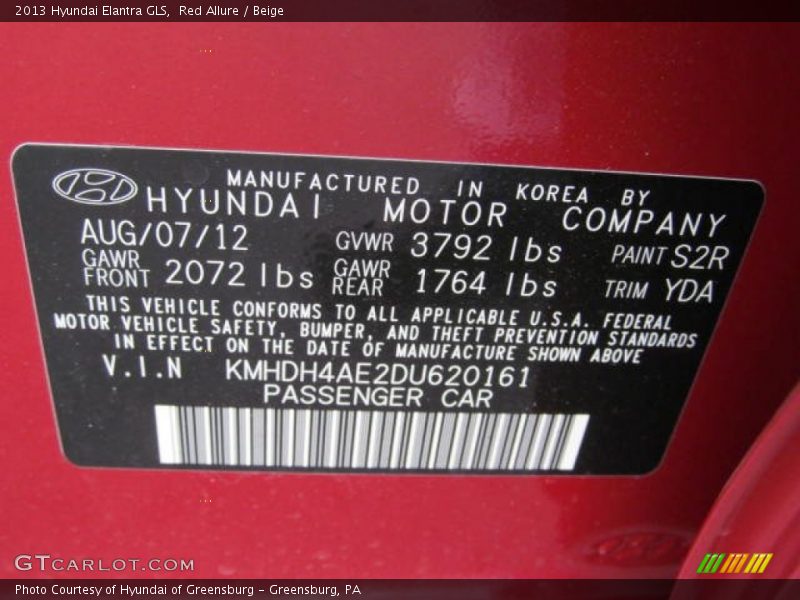 2013 Hyundai Elantra GLS,  Red Allure / Beige
MANUFACTURED IN KOREA BY
HYUNDAI MOTOR COMPANY
AUG/07/12 GVWR 3792 lbs PAINT S2R
GAWR FRONT 2072 lbs GAWR REAR 1764 lbs TRIM YDA
THIS VEHICLE CONFORMS TO ALL APPLICABLE U.S.A. FEDERAL
MOTOR VEHICLE SAFETY, BUMPER, AND THEFT PREVENTION STANDARDS
IN EFFECT ON THE DATE OF MANUFACTURE SHOWN ABOVE
V.I.N KMHDH4AE2DU620161
PASSENGER CAR
GTCARLOT.COM
Photo Courtesy of Hyundai of Greensburg - Greensburg, PA